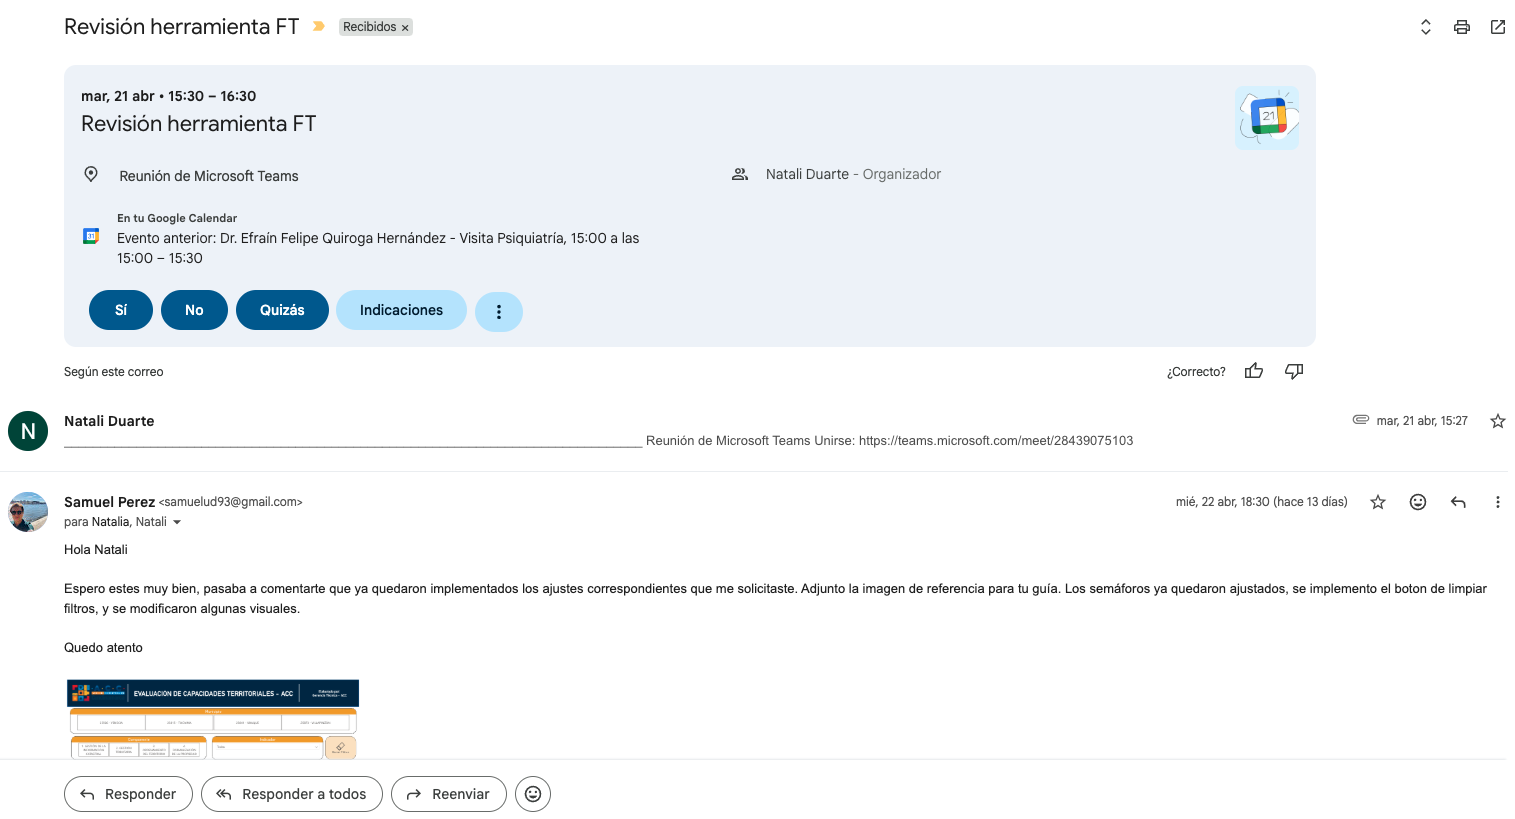 Revisión herramienta FT
Recibidos ×
mar, 21 abr • 15:30 – 16:30
Revisión herramienta FT
21
Reunión de Microsoft Teams
Natali Duarte - Organizador
En tu Google Calendar
31
Evento anterior: Dr. Efraín Felipe Quiroga Hernández - Visita Psiquiatría, 15:00 a las
15:00 – 15:30
Sí
No
Quizás
Indicaciones
Según este correo
¿Correcto?
N
Natali Duarte
mar, 21 abr, 15:27
________________________________________________________________________________ Reunión de Microsoft Teams Unirse: https://teams.microsoft.com/meet/28439075103
Samuel Perez <samuelud93@gmail.com>
mié, 22 abr, 18:30 (hace 13 días)
para Natalia, Natali
Hola Natali
Espero estes muy bien, pasaba a comentarte que ya quedaron implementados los ajustes correspondientes que me solicitaste. Adjunto la imagen de referencia para tu guía. Los semáforos ya quedaron ajustados, se implemento el boton de limpiar
filtros, y se modificaron algunas visuales.
Quedo atento
EVALUACIÓN DE CAPACIDADES TERRITORIALES - ACC
Responder
Responder a todos
Reenviar